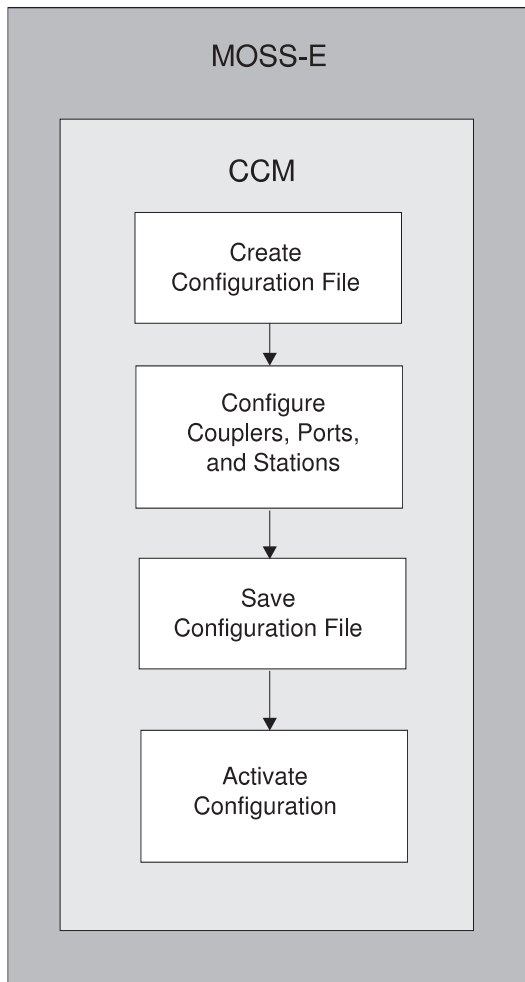 MOSS-E
CCM
Create
Configuration File
Configure
Couplers, Ports,
and Stations
Save
Configuration File
Activate
Configuration